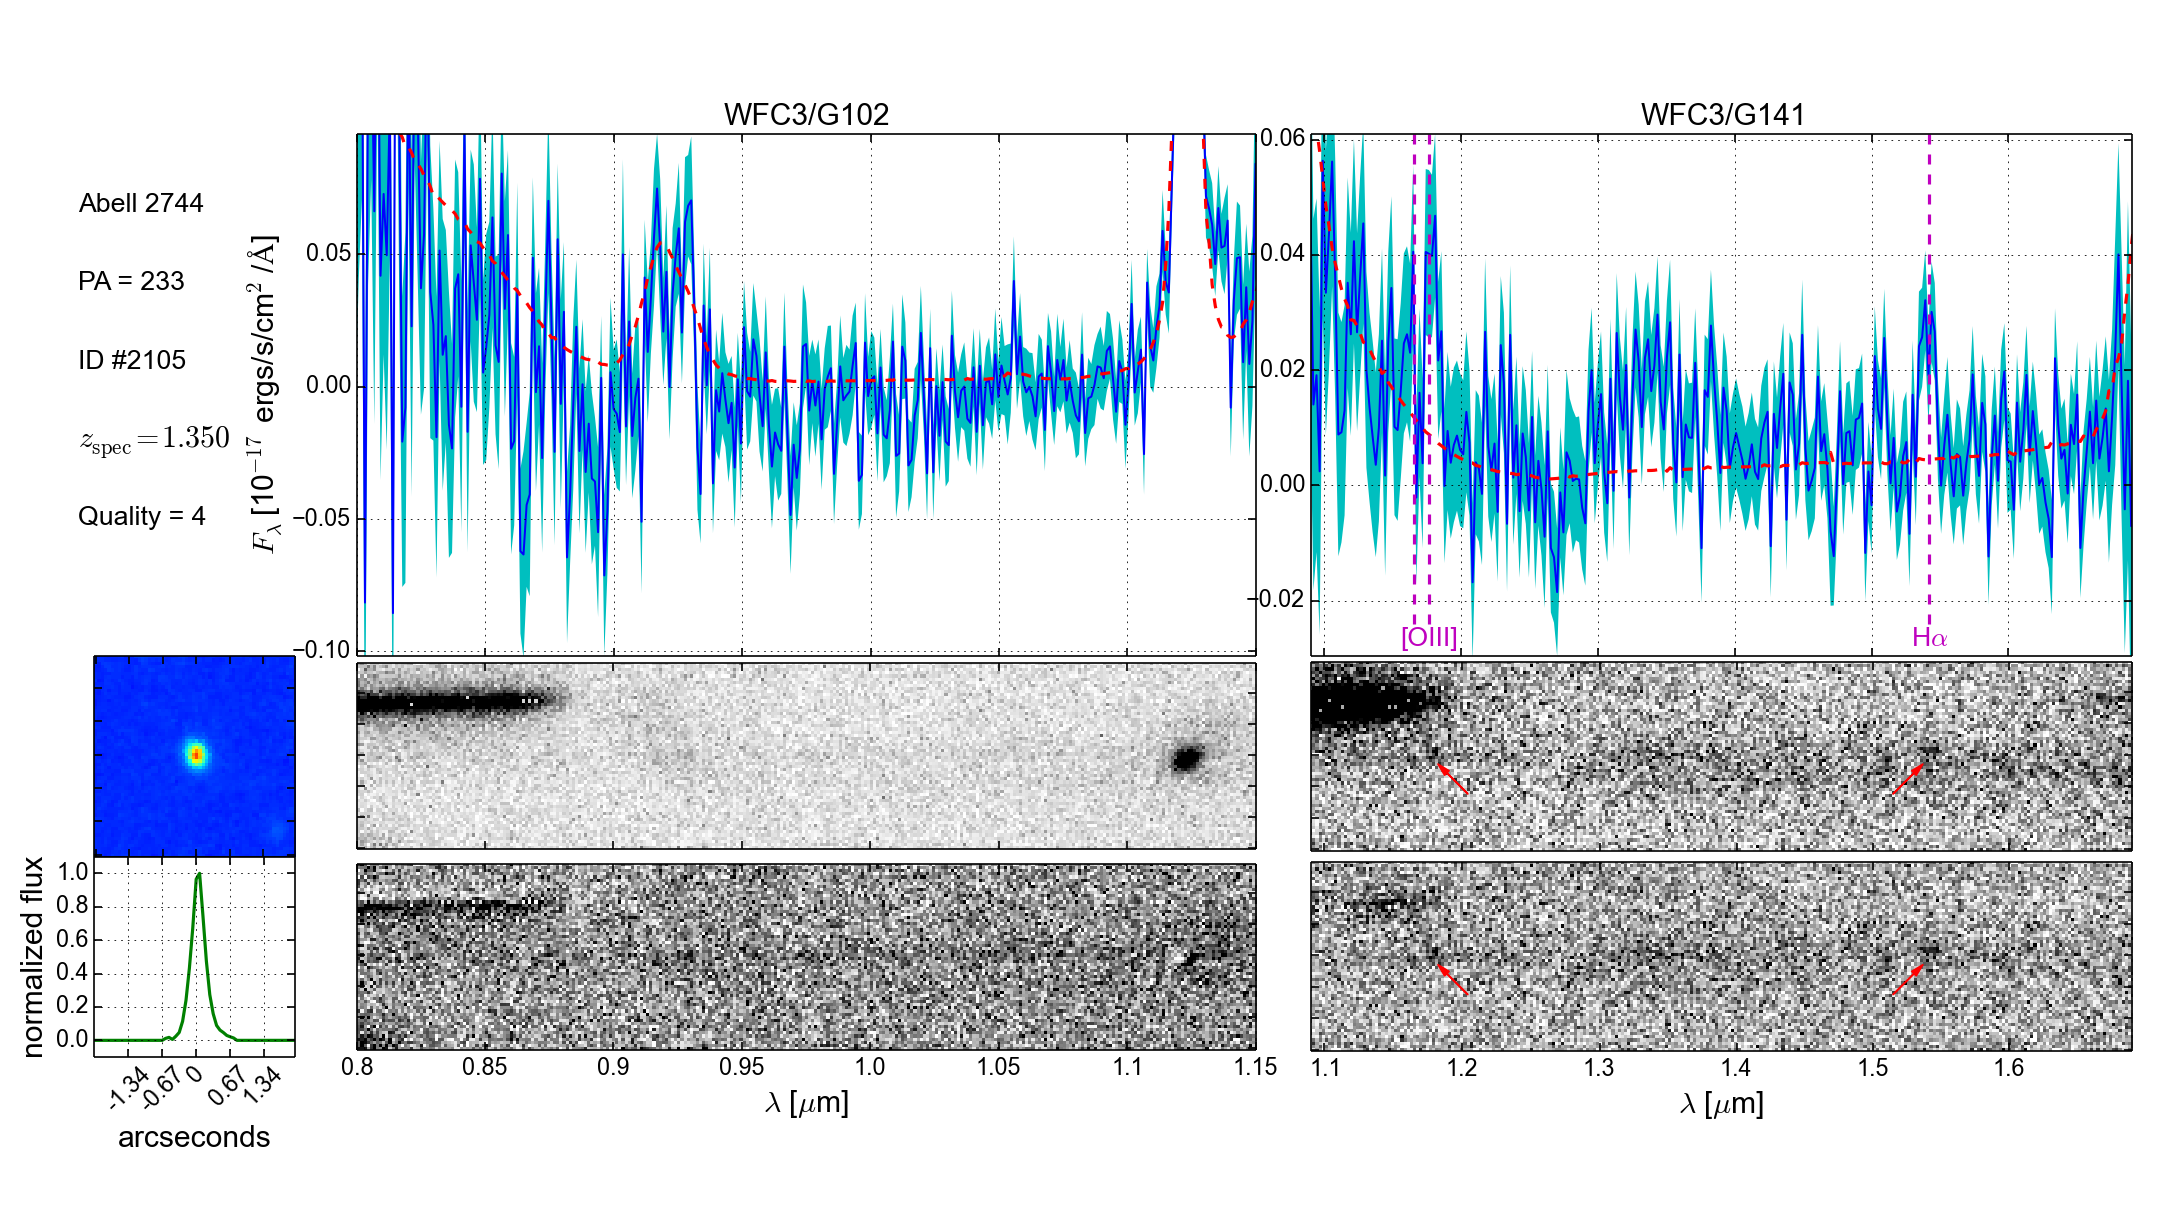 WFC3/G102
WFC3/G141
Abell 2744
PA = 233
ID #2105
z_spec = 1.350
Quality = 4
F_λ [10^−17 ergs/s/cm^2 /Å]
0.05
0.00
−0.05
−0.10
0.06
0.04
0.02
0.00
−0.02
[OIII]
Hα
normalized flux
1.0
0.8
0.6
0.4
0.2
0.0
-1.34 -0.67 0 0.67 1.34
arcseconds
0.8 0.85 0.9 0.95 1.0 1.05 1.1 1.15
λ [μm]
1.1 1.2 1.3 1.4 1.5 1.6
λ [μm]